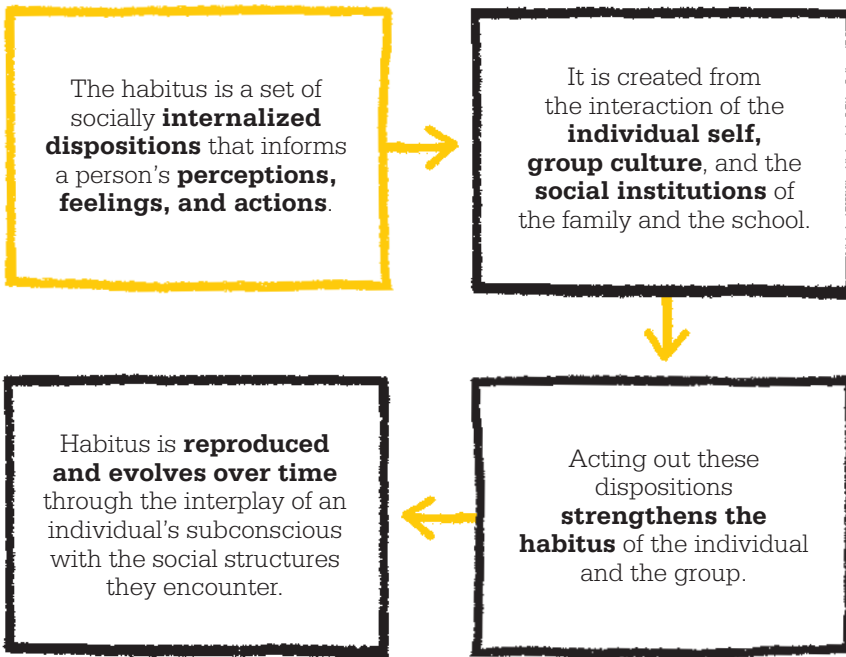 The habitus is a set of
socially internalized
dispositions that informs
a person’s perceptions,
feelings, and actions.
It is created from
the interaction of the
individual self,
group culture, and the
social institutions of
the family and the school.
Acting out these
dispositions
strengthens the
habitus of the individual
and the group.
Habitus is reproduced
and evolves over time
through the interplay of an
individual’s subconscious
with the social structures
they encounter.